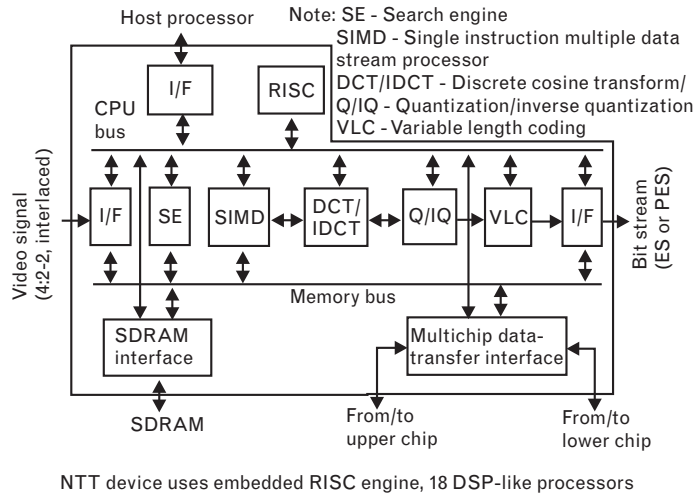 Host processor
Note: SE - Search engine
SIMD - Single instruction multiple data
stream processor
DCT/IDCT - Discrete cosine transform/
Q/IQ - Quantization/inverse quantization
VLC - Variable length coding
I/F
RISC
CPU
bus
Video signal
(4:2-2, interlaced)
I/F
SE
SIMD
DCT/
IDCT
Q/IQ
VLC
I/F
Bit stream
(ES or PES)
Memory bus
SDRAM
interface
Multichip data-
transfer interface
SDRAM
From/to
upper chip
From/to
lower chip
NTT device uses embedded RISC engine, 18 DSP-like processors